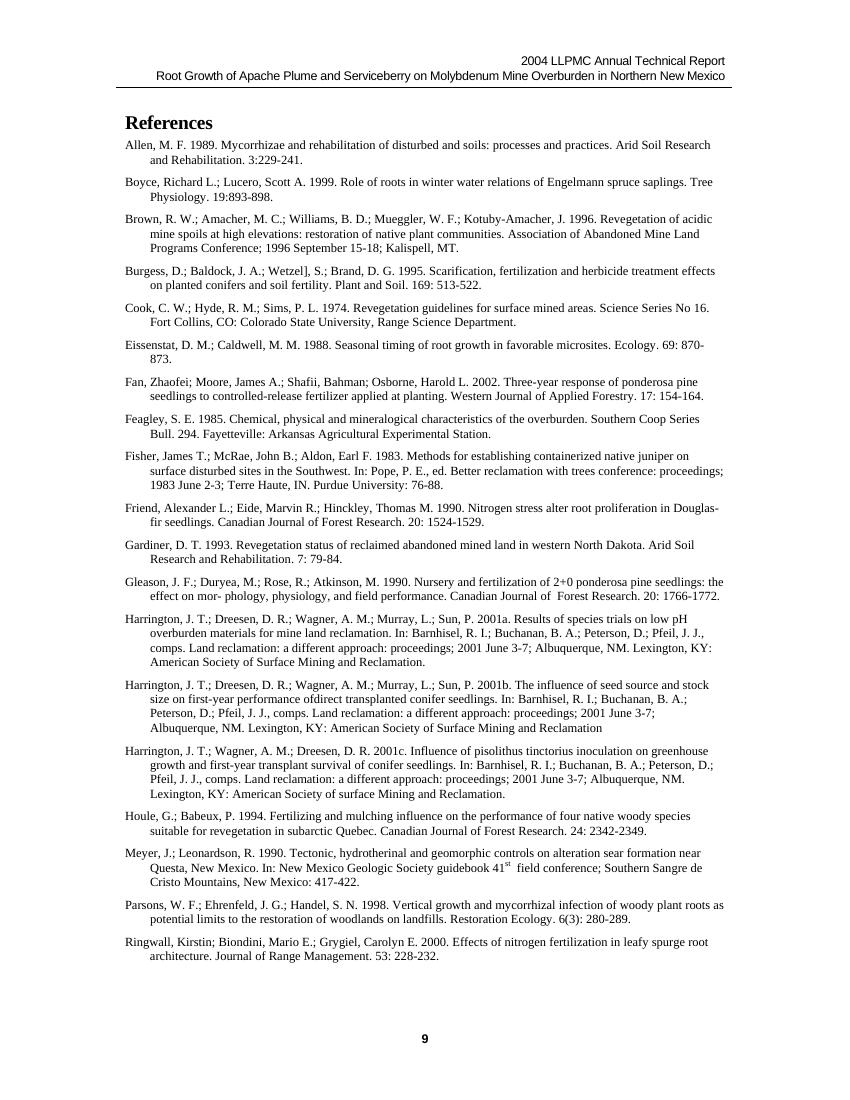 2004 LLPMC Annual Technical Report
Root Growth of Apache Plume and Serviceberry on Molybdenum Mine Overburden in Northern New Mexico
References
Allen, M. F. 1989. Mycorrhizae and rehabilitation of disturbed and soils: processes and practices. Arid Soil Research
and Rehabilitation. 3:229-241.
Boyce, Richard L.; Lucero, Scott A. 1999. Role of roots in winter water relations of Engelmann spruce saplings. Tree
Physiology. 19:893-898.
Brown, R. W.; Amacher, M. C.; Williams, B. D.; Mueggler, W. F.; Kotuby-Amacher, J. 1996. Revegetation of acidic
mine spoils at high elevations: restoration of native plant communities. Association of Abandoned Mine Land
Programs Conference; 1996 September 15-18; Kalispell, MT.
Burgess, D.; Baldock, J. A.; Wetzel], S.; Brand, D. G. 1995. Scarification, fertilization and herbicide treatment effects
on planted conifers and soil fertility. Plant and Soil. 169: 513-522.
Cook, C. W.; Hyde, R. M.; Sims, P. L. 1974. Revegetation guidelines for surface mined areas. Science Series No 16.
Fort Collins, CO: Colorado State University, Range Science Department.
Eissenstat, D. M.; Caldwell, M. M. 1988. Seasonal timing of root growth in favorable microsites. Ecology. 69: 870-
873.
Fan, Zhaofei; Moore, James A.; Shafii, Bahman; Osborne, Harold L. 2002. Three-year response of ponderosa pine
seedlings to controlled-release fertilizer applied at planting. Western Journal of Applied Forestry. 17: 154-164.
Feagley, S. E. 1985. Chemical, physical and mineralogical characteristics of the overburden. Southern Coop Series
Bull. 294. Fayetteville: Arkansas Agricultural Experimental Station.
Fisher, James T.; McRae, John B.; Aldon, Earl F. 1983. Methods for establishing containerized native juniper on
surface disturbed sites in the Southwest. In: Pope, P. E., ed. Better reclamation with trees conference: proceedings;
1983 June 2-3; Terre Haute, IN. Purdue University: 76-88.
Friend, Alexander L.; Eide, Marvin R.; Hinckley, Thomas M. 1990. Nitrogen stress alter root proliferation in Douglas-
fir seedlings. Canadian Journal of Forest Research. 20: 1524-1529.
Gardiner, D. T. 1993. Revegetation status of reclaimed abandoned mined land in western North Dakota. Arid Soil
Research and Rehabilitation. 7: 79-84.
Gleason, J. F.; Duryea, M.; Rose, R.; Atkinson, M. 1990. Nursery and fertilization of 2+0 ponderosa pine seedlings: the
effect on mor- phology, physiology, and field performance. Canadian Journal of  Forest Research. 20: 1766-1772.
Harrington, J. T.; Dreesen, D. R.; Wagner, A. M.; Murray, L.; Sun, P. 2001a. Results of species trials on low pH
overburden materials for mine land reclamation. In: Barnhisel, R. I.; Buchanan, B. A.; Peterson, D.; Pfeil, J. J.,
comps. Land reclamation: a different approach: proceedings; 2001 June 3-7; Albuquerque, NM. Lexington, KY:
American Society of Surface Mining and Reclamation.
Harrington, J. T.; Dreesen, D. R.; Wagner, A. M.; Murray, L.; Sun, P. 2001b. The influence of seed source and stock
size on first-year performance ofdirect transplanted conifer seedlings. In: Barnhisel, R. I.; Buchanan, B. A.;
Peterson, D.; Pfeil, J. J., comps. Land reclamation: a different approach: proceedings; 2001 June 3-7;
Albuquerque, NM. Lexington, KY: American Society of Surface Mining and Reclamation
Harrington, J. T.; Wagner, A. M.; Dreesen, D. R. 2001c. Influence of pisolithus tinctorius inoculation on greenhouse
growth and first-year transplant survival of conifer seedlings. In: Barnhisel, R. I.; Buchanan, B. A.; Peterson, D.;
Pfeil, J. J., comps. Land reclamation: a different approach: proceedings; 2001 June 3-7; Albuquerque, NM.
Lexington, KY: American Society of surface Mining and Reclamation.
Houle, G.; Babeux, P. 1994. Fertilizing and mulching influence on the performance of four native woody species
suitable for revegetation in subarctic Quebec. Canadian Journal of Forest Research. 24: 2342-2349.
Meyer, J.; Leonardson, R. 1990. Tectonic, hydrotherinal and geomorphic controls on alteration sear formation near
Questa, New Mexico. In: New Mexico Geologic Society guidebook 41st field conference; Southern Sangre de
Cristo Mountains, New Mexico: 417-422.
Parsons, W. F.; Ehrenfeld, J. G.; Handel, S. N. 1998. Vertical growth and mycorrhizal infection of woody plant roots as
potential limits to the restoration of woodlands on landfills. Restoration Ecology. 6(3): 280-289.
Ringwall, Kirstin; Biondini, Mario E.; Grygiel, Carolyn E. 2000. Effects of nitrogen fertilization in leafy spurge root
architecture. Journal of Range Management. 53: 228-232.
9